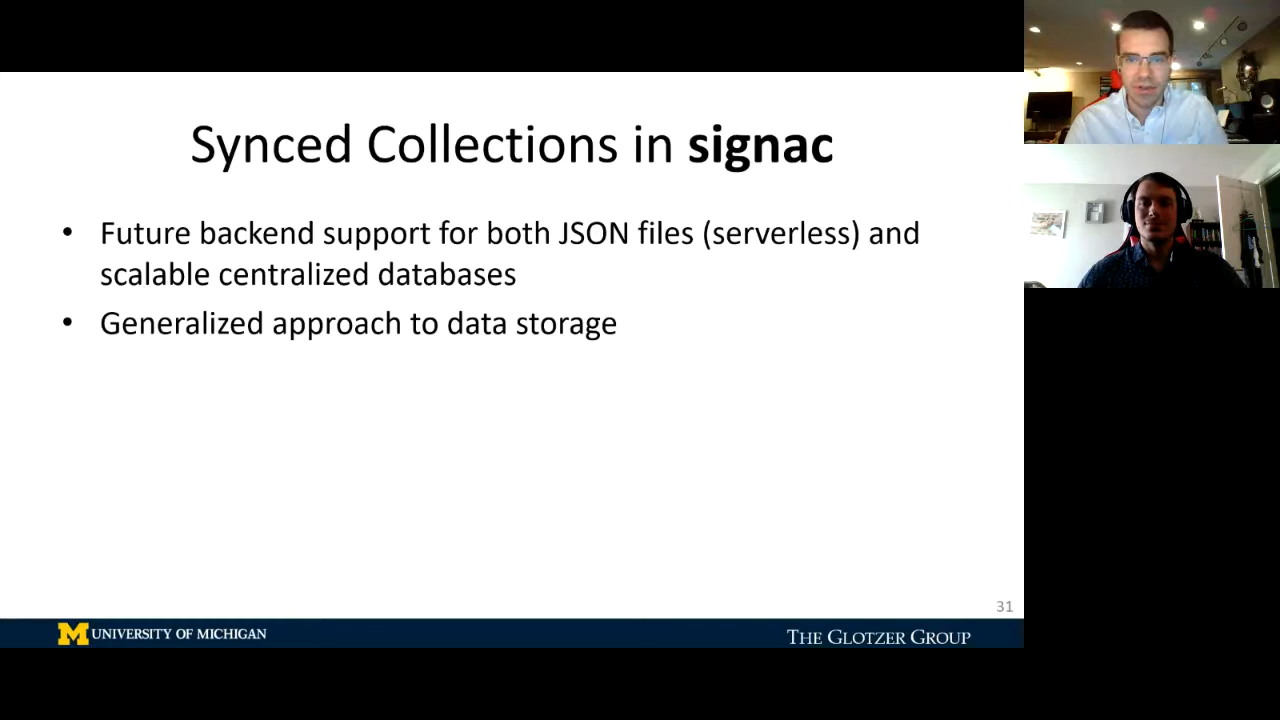 Synced Collections in signac
• Future backend support for both JSON files (serverless) and
scalable centralized databases
• Generalized approach to data storage
31
M UNIVERSITY OF MICHIGAN
THE GLOTZER GROUP